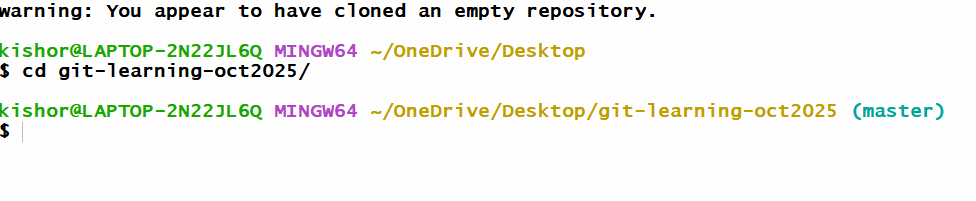 warning: You appear to have cloned an empty repository.
kishor@LAPTOP-2N22JL6Q MINGW64 ~/OneDrive/Desktop
$ cd git-learning-oct2025/
kishor@LAPTOP-2N22JL6Q MINGW64 ~/OneDrive/Desktop/git-learning-oct2025 (master)
$